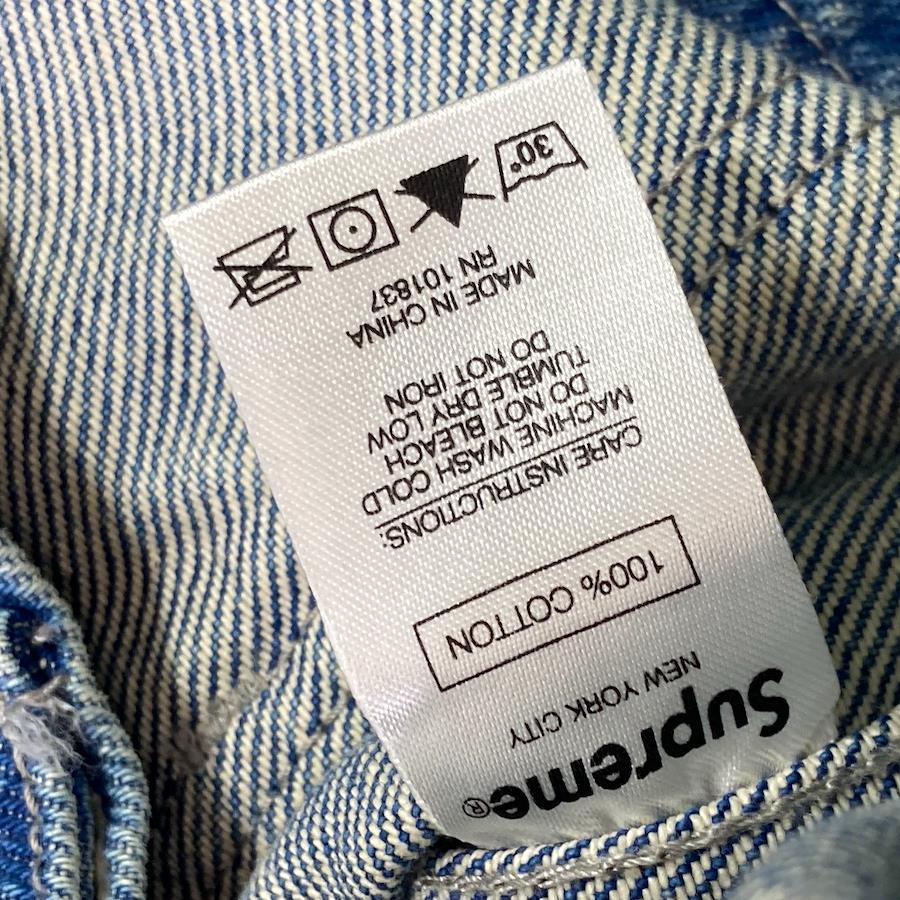 Supreme®
NEW YORK CITY
100% COTTON
CARE INSTRUCTIONS:
MACHINE WASH COLD
DO NOT BLEACH
TUMBLE DRY LOW
DO NOT IRON
MADE IN CHINA
RN 101837
30°